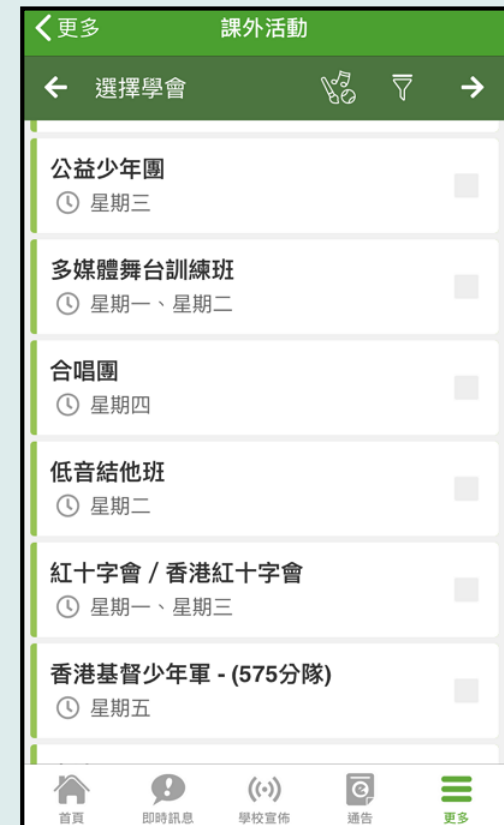 更多 課外活動
選擇學會
公益少年團
星期三
多媒體舞台訓練班
星期一、星期二
合唱團
星期四
低音結他班
星期二
紅十字會 / 香港紅十字會
星期一、星期三
香港基督少年軍 - (575分隊)
星期五
首頁 即時訊息 學校宣佈 通告 更多